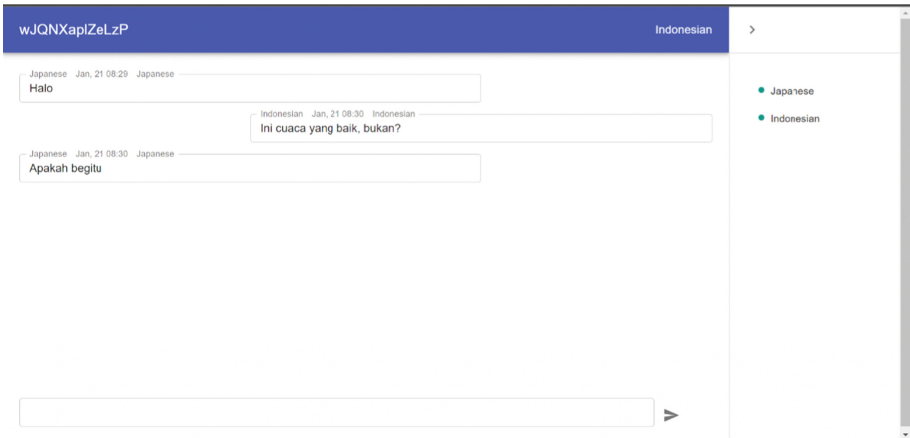 wJQNXaplZeLzP
Indonesian
Japanese Jan, 21 08:29 Japanese
Halo
Indonesian Jan, 21 08:30 Indonesian
Ini cuaca yang baik, bukan?
Japanese Jan, 21 08:30 Japanese
Apakah begitu
Japanese
Indonesian